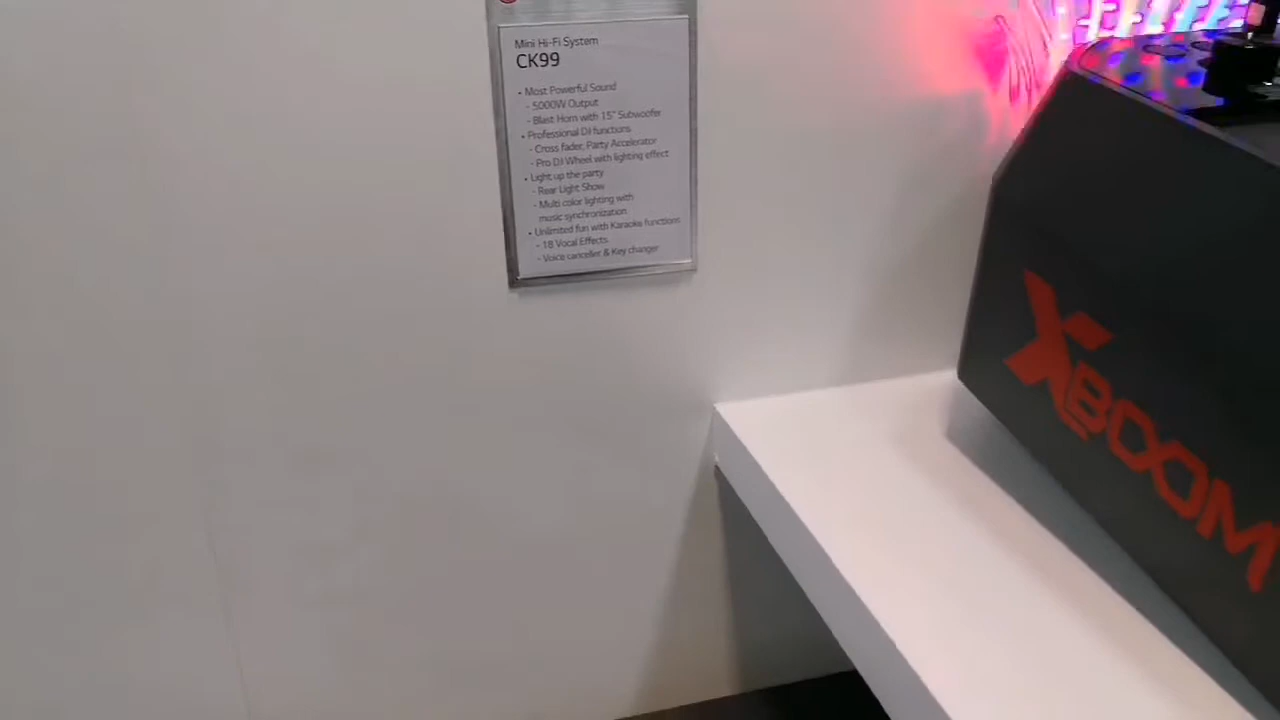 Mini Hi-Fi System
CK99
• Most Powerful Sound
- 5000W Output
- Blast Horn with 15" Subwoofer
• Professional DJ functions
- Cross fader, Party Accelerator
- Pro DJ Wheel with lighting effect
• Light up the party
- Rear Light Show
- Multi color lighting with
music synchronization
• Unlimited fun with Karaoke functions
- 18 Vocal Effects
- Voice canceller & Key changer
XBOOM